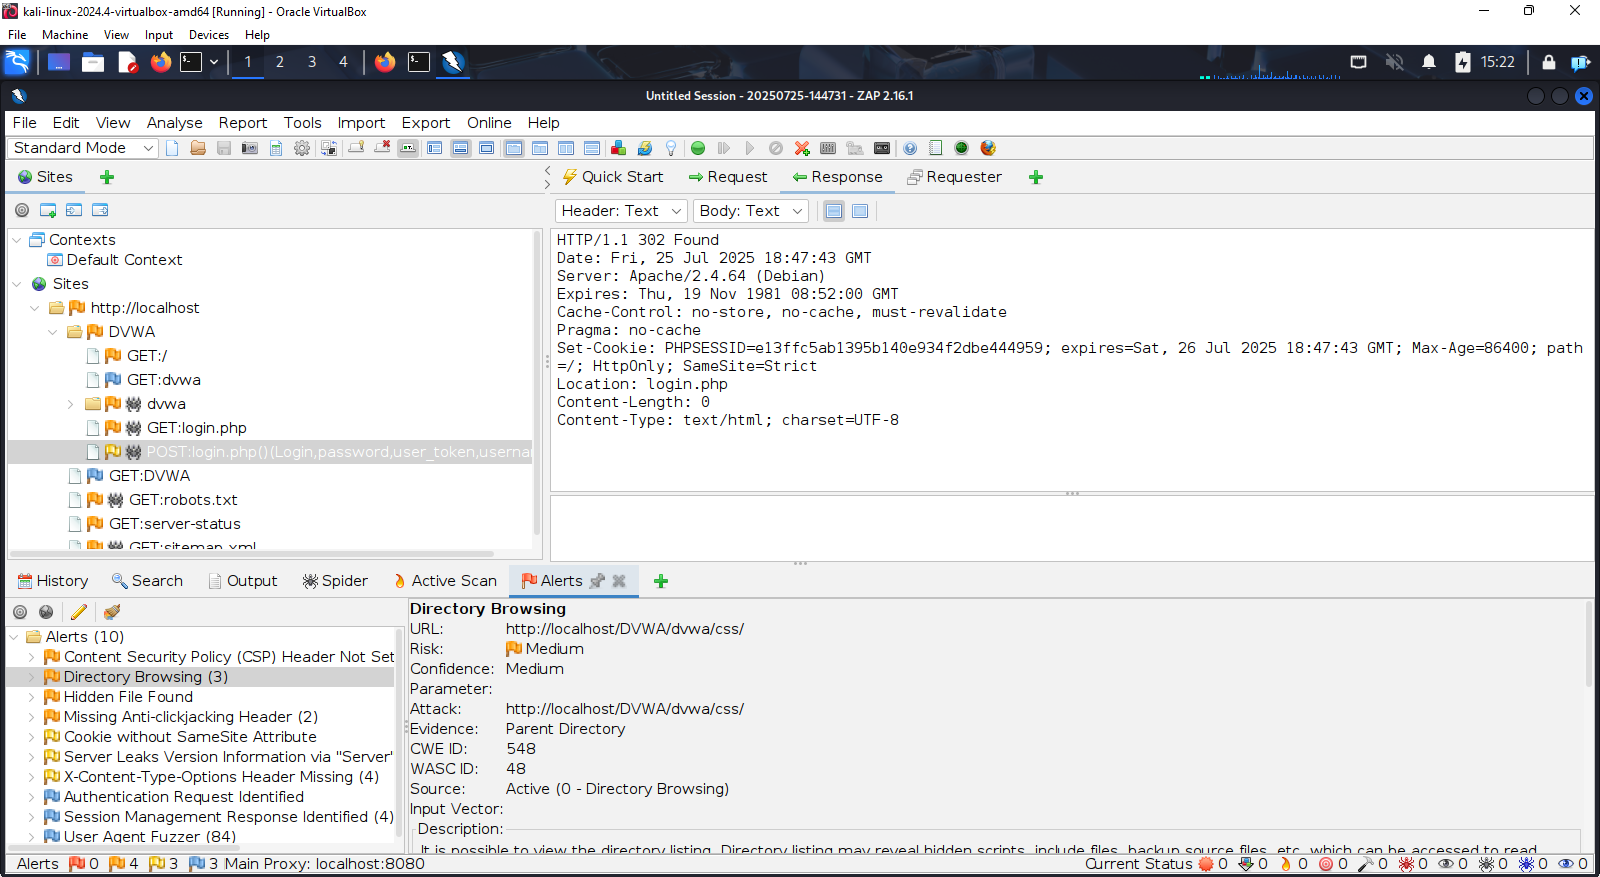 kali-linux-2024.4-virtualbox-amd64 [Running] - Oracle VirtualBox
File Machine View Input Devices Help
1 2 3 4 15:22
Untitled Session - 20250725-144731 - ZAP 2.16.1
File Edit View Analyse Report Tools Import Export Online Help
Standard Mode
Sites
Quick Start Request Response Requester
Header: Text Body: Text
Contexts
Default Context
Sites
http://localhost
DVWA
GET:/
GET:dvwa
dvwa
GET:login.php
POST:login.php()(Login,password,user_token,userna
GET:DVWA
GET:robots.txt
GET:server-status
GET:sitemap.xml
HTTP/1.1 302 Found
Date: Fri, 25 Jul 2025 18:47:43 GMT
Server: Apache/2.4.64 (Debian)
Expires: Thu, 19 Nov 1981 08:52:00 GMT
Cache-Control: no-store, no-cache, must-revalidate
Pragma: no-cache
Set-Cookie: PHPSESSID=e13ffc5ab1395b140e934f2dbe444959; expires=Sat, 26 Jul 2025 18:47:43 GMT; Max-Age=86400; path
=/; HttpOnly; SameSite=Strict
Location: login.php
Content-Length: 0
Content-Type: text/html; charset=UTF-8
History Search Output Spider Active Scan Alerts
Alerts (10)
Content Security Policy (CSP) Header Not Set
Directory Browsing (3)
Hidden File Found
Missing Anti-clickjacking Header (2)
Cookie without SameSite Attribute
Server Leaks Version Information via "Server"
X-Content-Type-Options Header Missing (4)
Authentication Request Identified
Session Management Response Identified (4)
User Agent Fuzzer (84)
Directory Browsing
URL: http://localhost/DVWA/dvwa/css/
Risk: Medium
Confidence: Medium
Parameter:
Attack: http://localhost/DVWA/dvwa/css/
Evidence: Parent Directory
CWE ID: 548
WASC ID: 48
Source: Active (0 - Directory Browsing)
Input Vector:
Description:
It is possible to view the directory listing. Directory listing may reveal hidden scripts, include files, backup source files, etc. which can be accessed to read
Alerts 0 4 3 3 Main Proxy: localhost:8080 Current Status 0 0 0 0 0 0 0 0 0 0